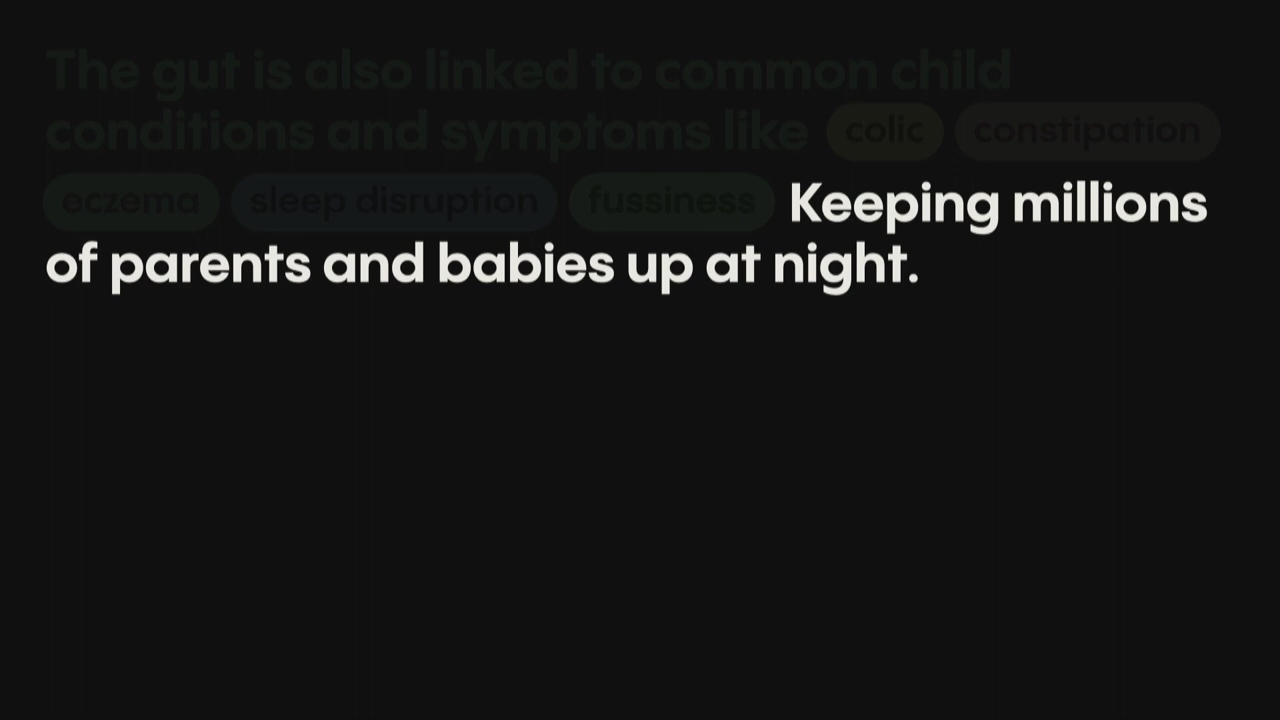 The gut is also linked to common child
conditions and symptoms like colic constipation
eczema sleep disruption fussiness Keeping millions
of parents and babies up at night.